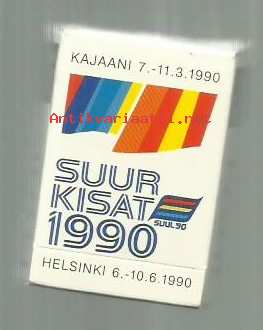 KAJAANI 7.-11.3.1990
Antikvariaatti.net
SUUR
KISAT
1990
SUUL 90
HELSINKI 6.-10.6.1990